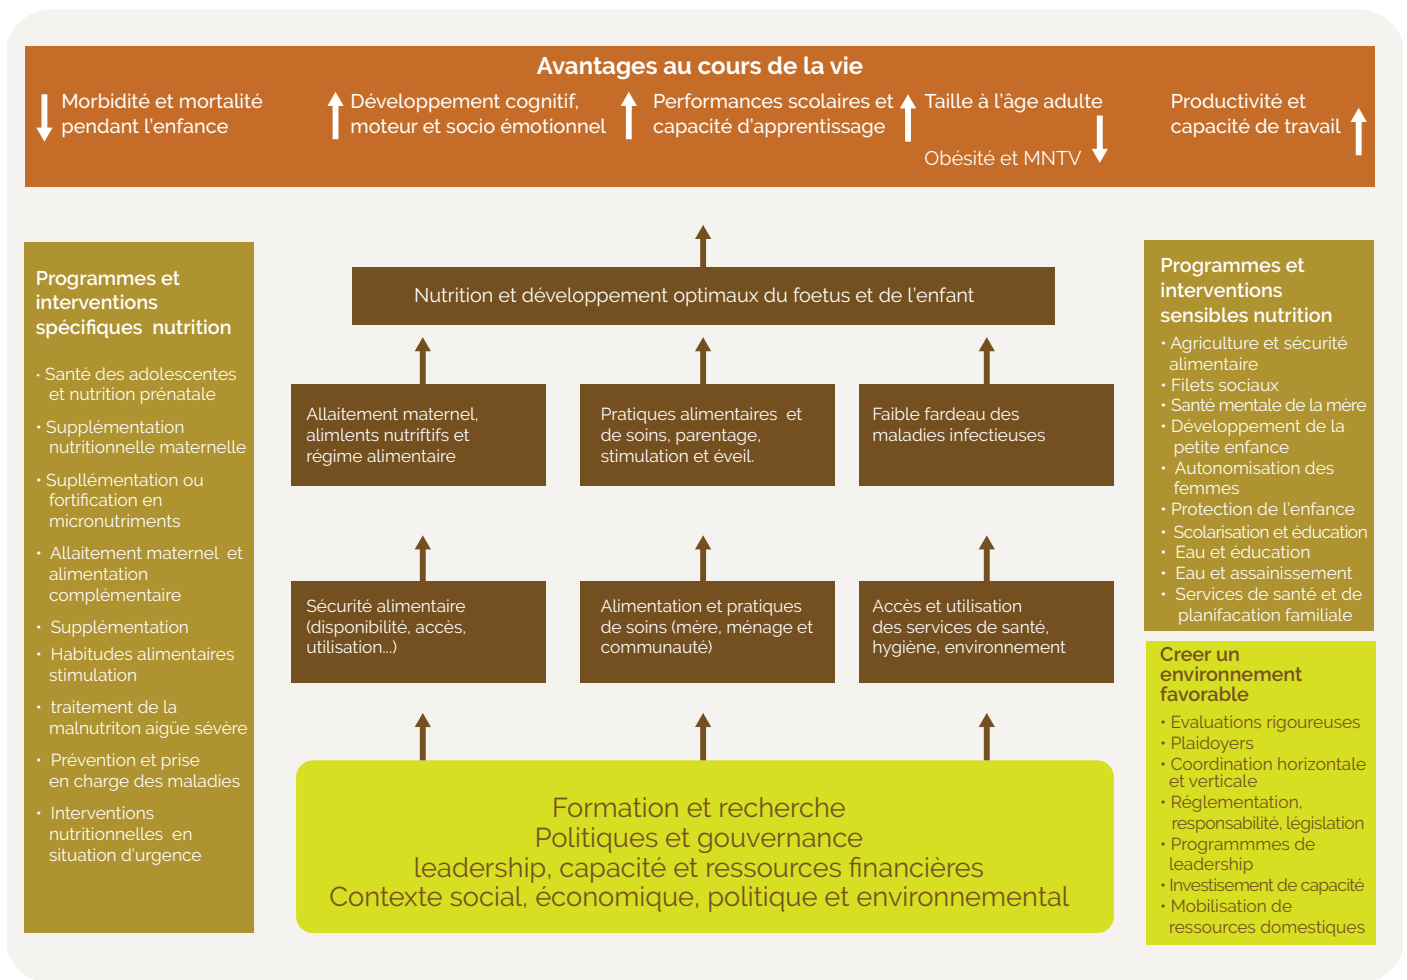 Avantages au cours de la vie
Morbidité et mortalité
pendant l'enfance
Développement cognitif,
moteur et socio émotionnel
Performances scolaires et
capacité d'apprentissage
Taille à l'âge adulte
Obésité et MNTV
Productivité et
capacité de travail
Programmes et
interventions
spécifiques nutrition
• Santé des adolescentes
et nutrition prénatale
• Supplémentation
nutritionnelle maternelle
• Supllémentation ou
fortification en
micronutriments
• Allaitement maternel et
alimentation
complémentaire
• Supplémentation
• Habitudes alimentaires
stimulation
• traitement de la
malnutriton aigüe sévère
• Prévention et prise
en charge des maladies
• Interventions
nutritionnelles en
situation d'urgence
Nutrition et développement optimaux du foetus et de l'enfant
Allaitement maternel,
alimlents nutriftifs et
régime alimentaire
Pratiques alimentaires et
de soins, parentage,
stimulation et éveil.
Faible fardeau des
maladies infectieuses
Sécurité alimentaire
(disponibilité, accès,
utilisation...)
Alimentation et pratiques
de soins (mère, ménage et
communauté)
Accès et utilisation
des services de santé,
hygiène, environnement
Formation et recherche
Politiques et gouvernance
leadership, capacité et ressources financières
Contexte social, économique, politique et environnemental
Programmes et
interventions
sensibles nutrition
• Agriculture et sécurité
alimentaire
• Filets sociaux
• Santé mentale de la mère
• Développement de la
petite enfance
• Autonomisation des
femmes
• Protection de l'enfance
• Scolarisation et éducation
• Eau et éducation
• Eau et assainissement
• Services de santé et de
planifacation familiale
Creer un
environnement
favorable
• Evaluations rigoureuses
• Plaidoyers
• Coordination horizontale
et verticale
• Réglementation,
responsabilité, législation
• Programmmes de
leadership
• Investisement de capacité
• Mobilisation de
ressources domestiques